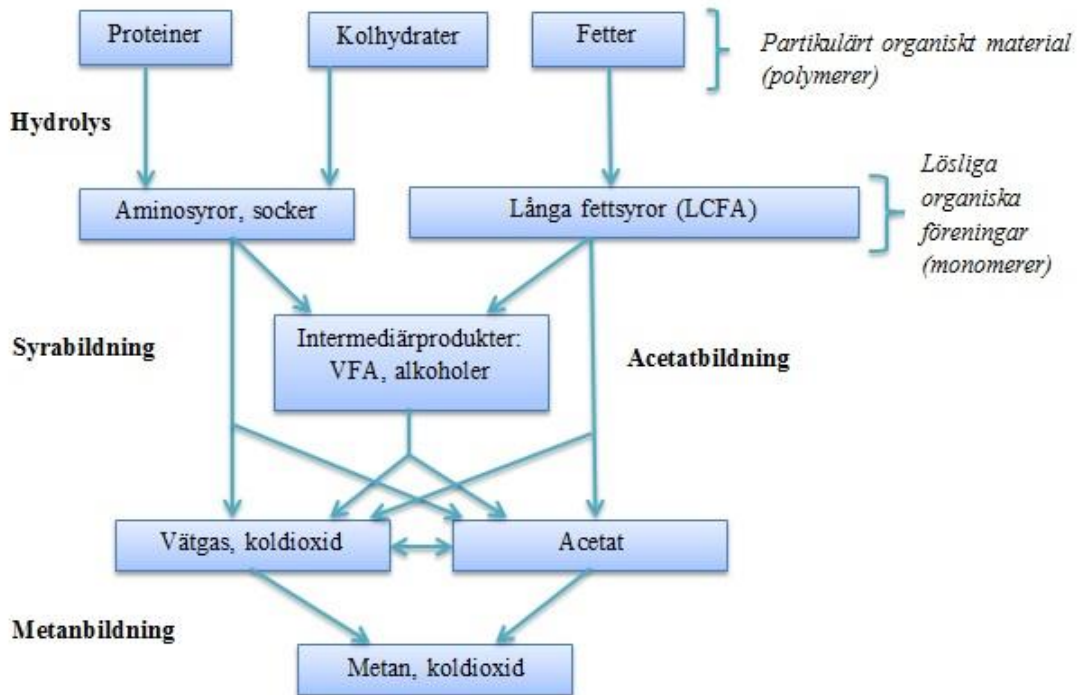 Proteiner
Kolhydrater
Fetter
Partikulärt organiskt material
(polymerer)
Hydrolys
Aminosyror, socker
Långa fettsyror (LCFA)
Lösliga
organiska
föreningar
(monomerer)
Syrabildning
Intermediärprodukter:
VFA, alkoholer
Acetatbildning
Vätgas, koldioxid
Acetat
Metanbildning
Metan, koldioxid